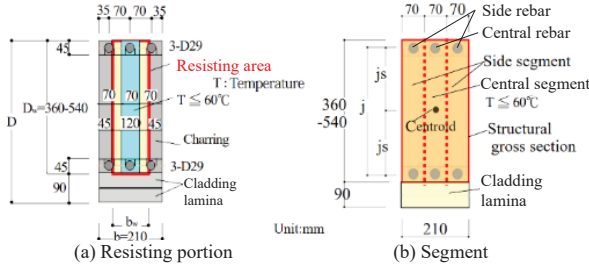 35 70 70 35
45
3-D29
Resisting area
T : Temperature
70 70 70
T ≦ 60℃
Dw=360-540
D
45 120 45
Charring
45
3-D29
90
Cladding
lamina
bw
b=210
(a) Resisting portion
Unit:mm
70 70 70
Side rebar
Central rebar
Side segment
Central segment
T ≦ 60℃
js
j
360
-540
Centroid
Structural
gross section
js
90
Cladding
lamina
210
(b) Segment